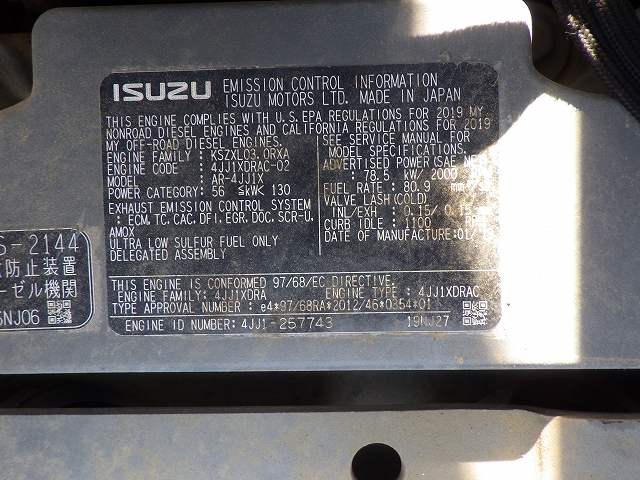 ISUZU EMISSION CONTROL INFORMATION
ISUZU MOTORS LTD. MADE IN JAPAN
THIS ENGINE COMPLIES WITH U.S.EPA REGULATIONS FOR 2019 MY
NONROAD DIESEL ENGINES AND CALIFORNIA REGULATIONS FOR 2019
MY OFF-ROAD DIESEL ENGINES.
ENGINE FAMILY : KSZXL03.0RXA
ENGINE CODE : 4JJ1XDRAC-02
MODEL : AR-4JJ1X
POWER CATEGORY: 56 ≦kW< 130
EXHAUST EMISSION CONTROL SYSTEM
: ECM, TC, CAC, DFI, EGR, DOC, SCR-U,
AMOX
ULTRA LOW SULFUR FUEL ONLY
DELEGATED ASSEMBLY
SEE SERVICE MANUAL FOR
MODEL SPECIFICATIONS.
ADVERTISED POWER(SAE NET)
: 78.5 kW/ 2000
FUEL RATE : 80.9
VALVE LASH(COLD)
INL/EXH : 0.15/ 0.15
CURB IDLE : 1100
DATE OF MANUFACTURE:01/
THIS ENGINE IS CONFORMED 97/68/EC DIRECTIVE
ENGINE FAMILY: 4JJ1XDRA ENGINE TYPE : 4JJ1XDRAC
TYPE APPROVAL NUMBER : e4*97/68RA*2012/46*0354*01
ENGINE ID NUMBER: 4JJ1-257743 19NJ27
S-2144
防止装置
ーゼル機関
SNJ06